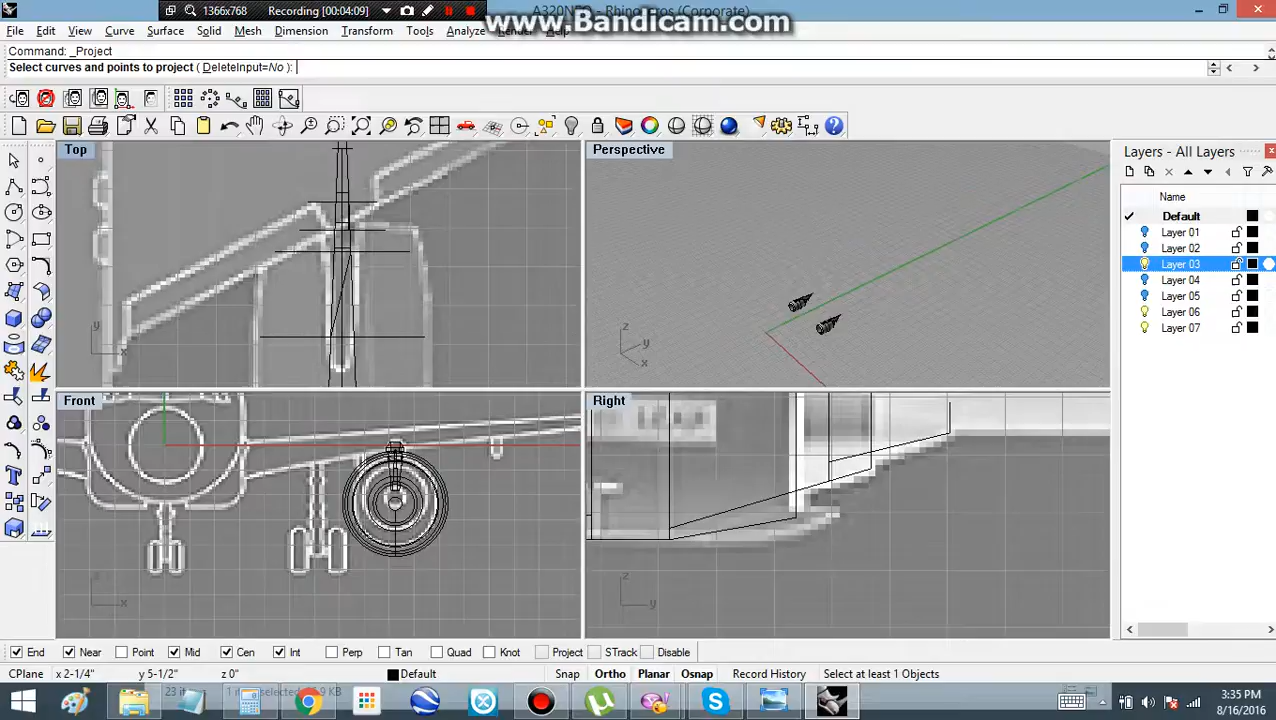 1366x768
Recording [00:04:09]
www.Bandicam.com
File Edit View Curve Surface Solid Mesh Dimension Transform Tools Analyze Render Help
Command: _Project
Select curves and points to project ( DeleteInput=No ):
Top
Perspective
Layers - All Layers
Name
Default
Layer 01
Layer 02
Layer 03
Layer 04
Layer 05
Layer 06
Layer 07
y
x
z
y
x
Front
Right
z
x
z
y
End Near Point Mid Cen Int Perp Tan Quad Knot Project STrack Disable
CPlane x 2-1/4" y 5-1/2" z 0" Default Snap Ortho Planar Osnap Record History Select at least 1 Objects
3:35 PM
8/16/2016